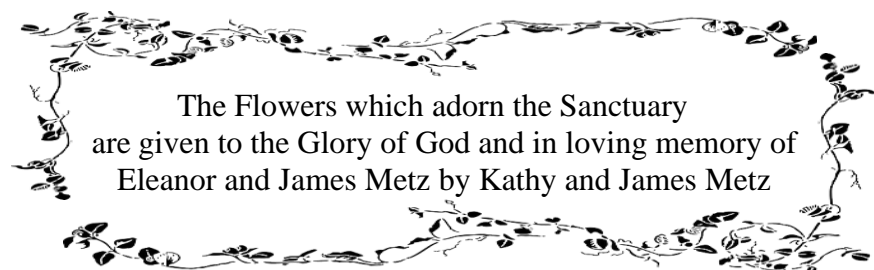 The Flowers which adorn the Sanctuary
are given to the Glory of God and in loving memory of
Eleanor and James Metz by Kathy and James Metz